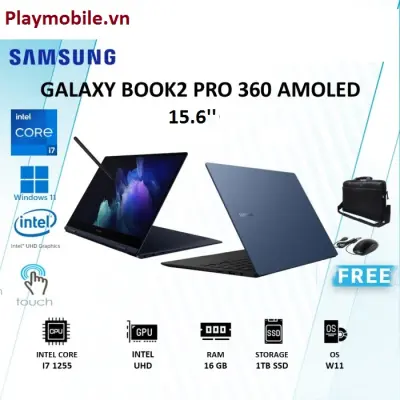 Playmobile.vn
SAMSUNG
GALAXY BOOK2 PRO 360 AMOLED
15.6''
intel
CORE i7
Windows 11
intel
Intel® UHD Graphics
touch
FREE
CPU
GPU
SSD
OS
INTEL CORE
I7 1255
INTEL
UHD
RAM
16 GB
STORAGE
1TB SSD
OS
W11